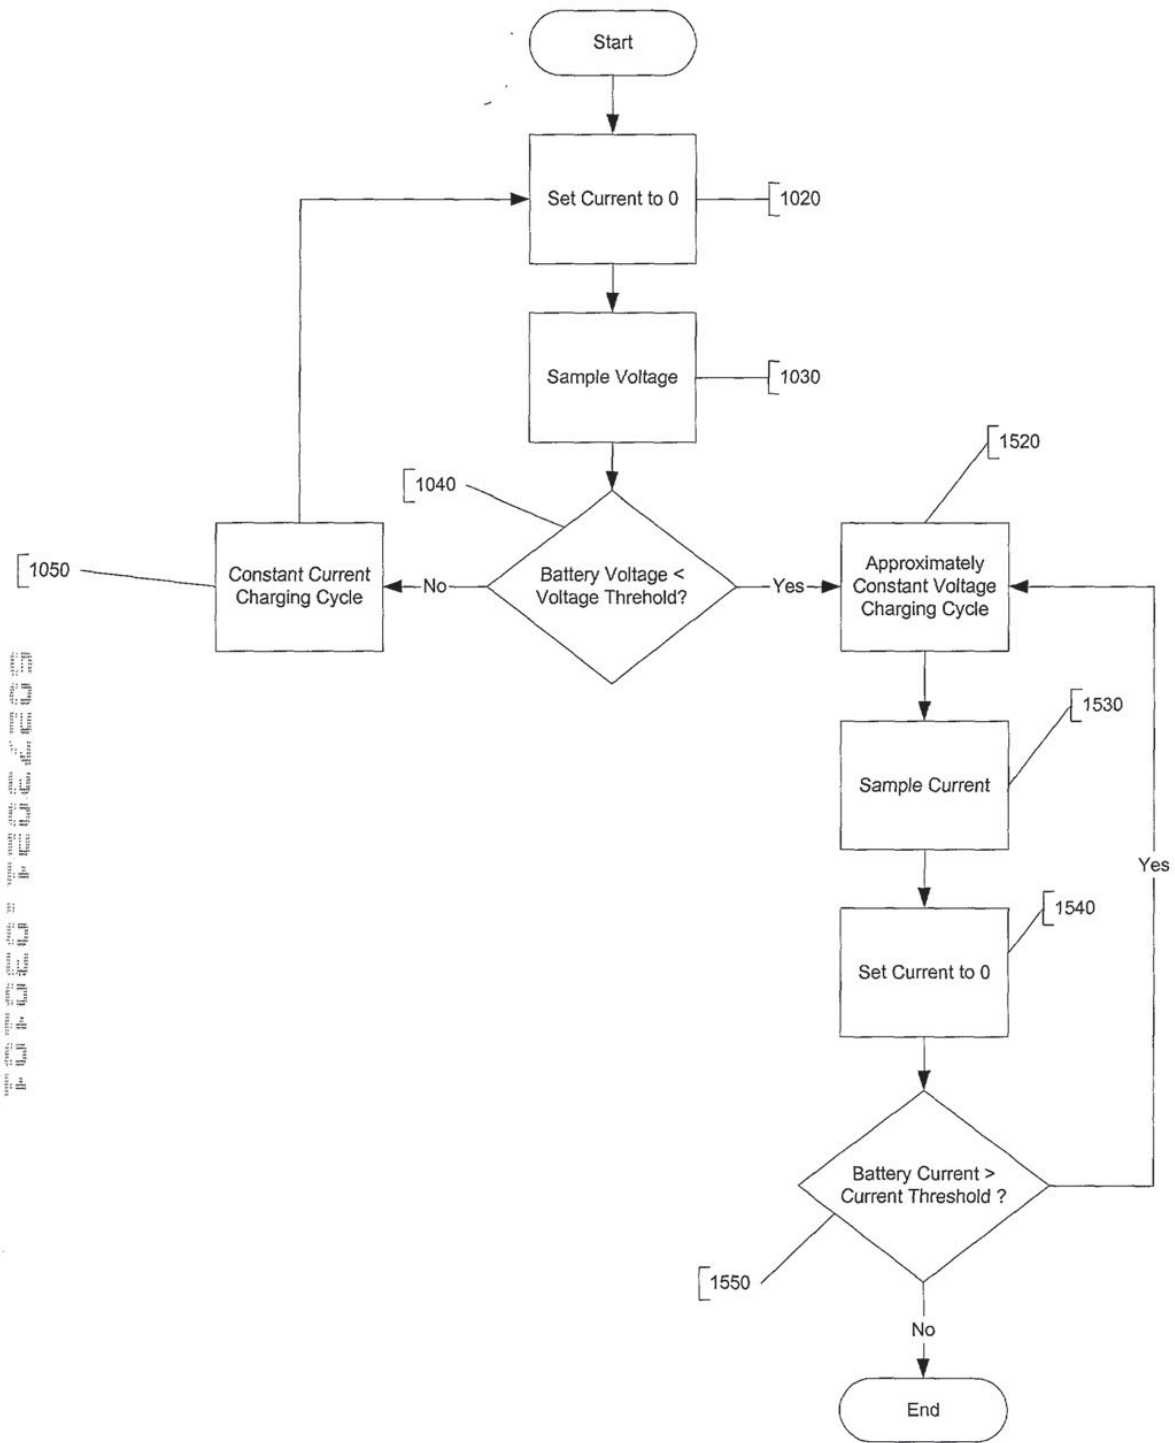 Start
Set Current to 0
1020
Sample Voltage
1030
1040
Battery Voltage <
Voltage Threhold?
No
Constant Current
Charging Cycle
1050
Yes
1520
Approximately
Constant Voltage
Charging Cycle
1530
Sample Current
Yes
1540
Set Current to 0
Battery Current >
Current Threshold ?
1550
No
End